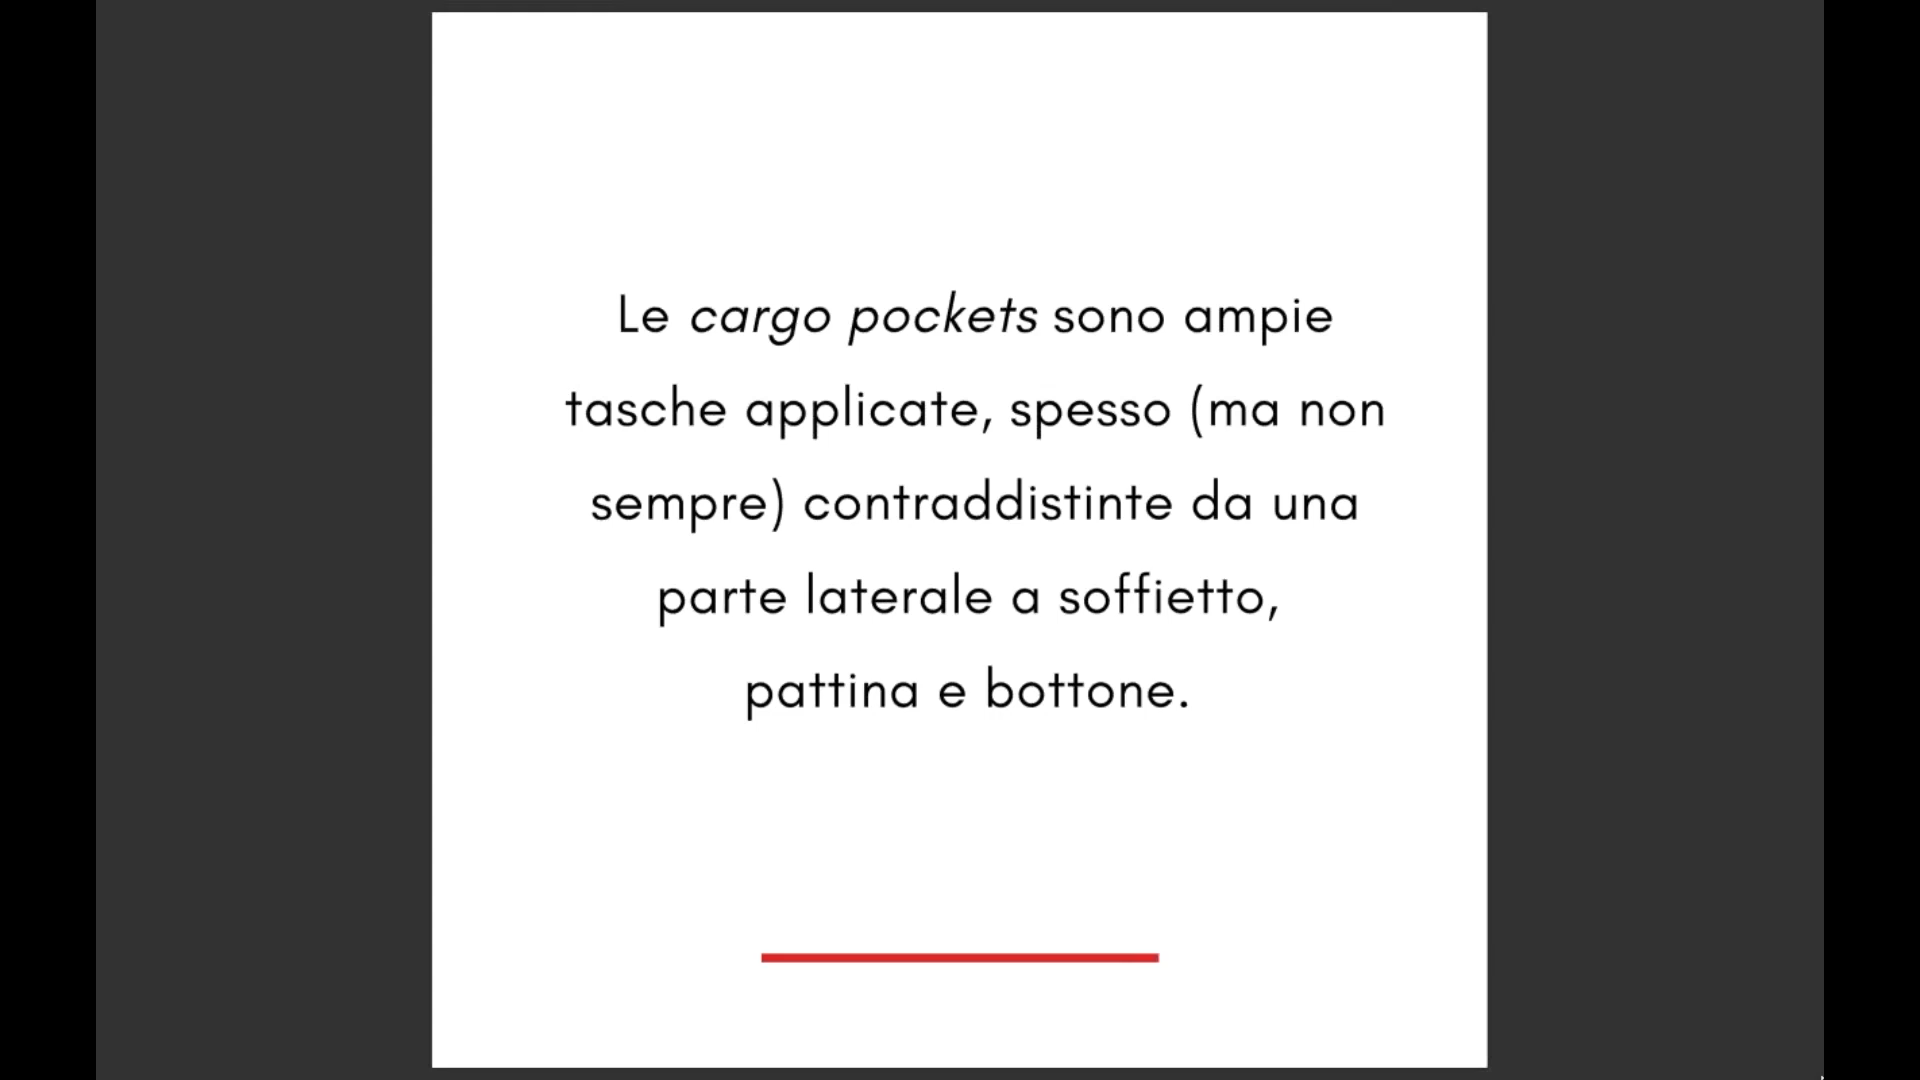 Le cargo pockets sono ampie
tasche applicate, spesso (ma non
sempre) contraddistinte da una
parte laterale a soffietto,
pattina e bottone.